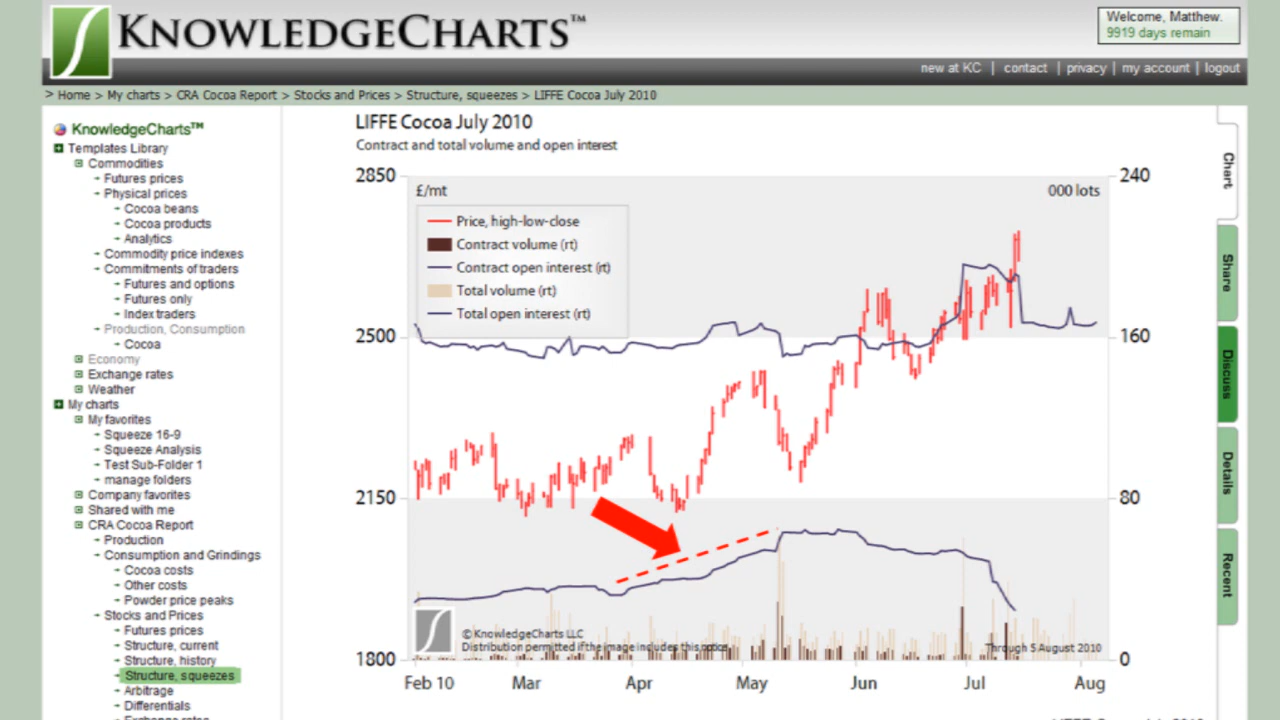 KNOWLEDGECHARTS™
Welcome, Matthew.
9919 days remain
new at KC | contact | privacy | my account | logout
> Home > My charts > CRA Cocoa Report > Stocks and Prices > Structure, squeezes > LIFFE Cocoa July 2010
KnowledgeCharts™
Templates Library
Commodities
Futures prices
Physical prices
Cocoa beans
Cocoa products
Analytics
Commodity price indexes
Commitments of traders
Futures and options
Futures only
Index traders
Production, Consumption
Cocoa
Economy
Exchange rates
Weather
My charts
My favorites
Squeeze 16-9
Squeeze Analysis
Test Sub-Folder 1
manage folders
Company favorites
Shared with me
CRA Cocoa Report
Production
Consumption and Grindings
Cocoa costs
Other costs
Powder price peaks
Stocks and Prices
Futures prices
Structure, current
Structure, history
Structure, squeezes
Arbitrage
Differentials
Exchange rates
LIFFE Cocoa July 2010
Contract and total volume and open interest
2850
240
£/mt
000 lots
Price, high-low-close
Contract volume (rt)
Contract open interest (rt)
Total volume (rt)
Total open interest (rt)
2500
160
2150
80
© KnowledgeCharts LLC
Distribution permitted if the image includes this notice.
Through 5 August 2010
1800
0
Feb 10 Mar Apr May Jun Jul Aug
Chart
Share
Discuss
Details
Recent